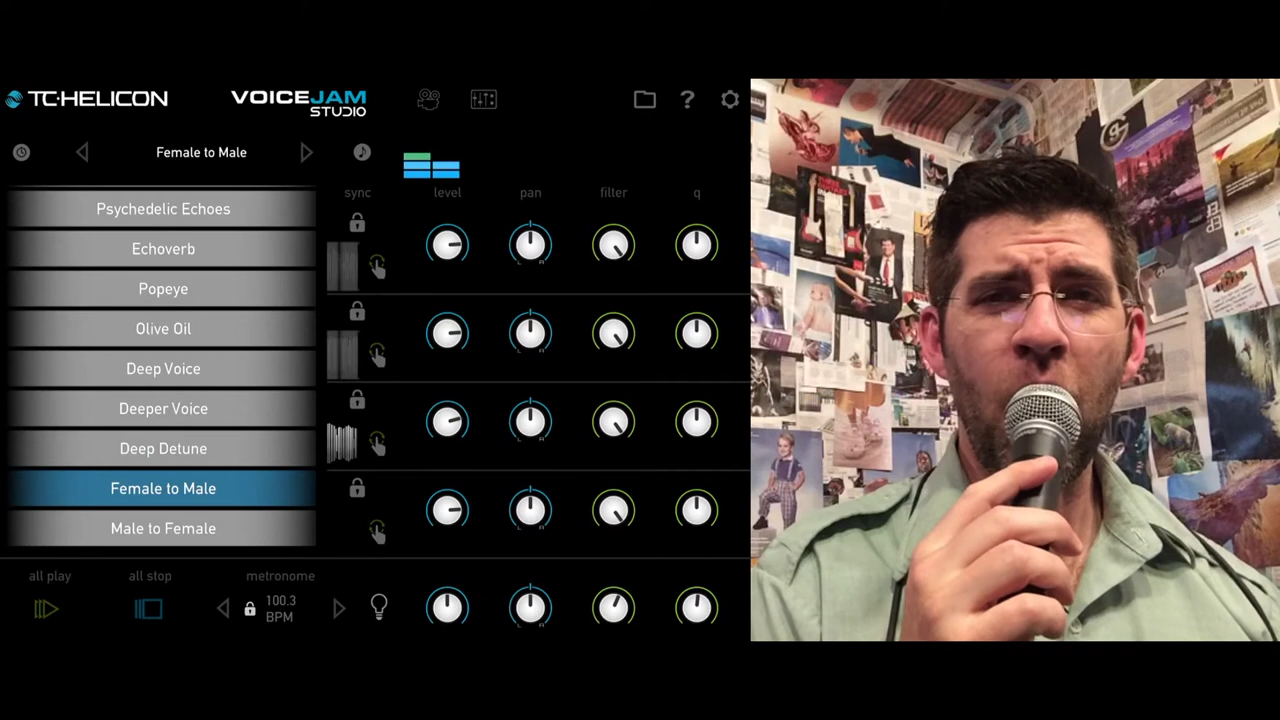 TC·HELICON
VOICEJAM
STUDIO
Female to Male
sync
level
pan
filter
q
Psychedelic Echoes
Echoverb
Popeye
Olive Oil
Deep Voice
Deeper Voice
Deep Detune
Female to Male
Male to Female
L R
L R
L R
L R
all play
all stop
metronome
100.3
BPM
L R